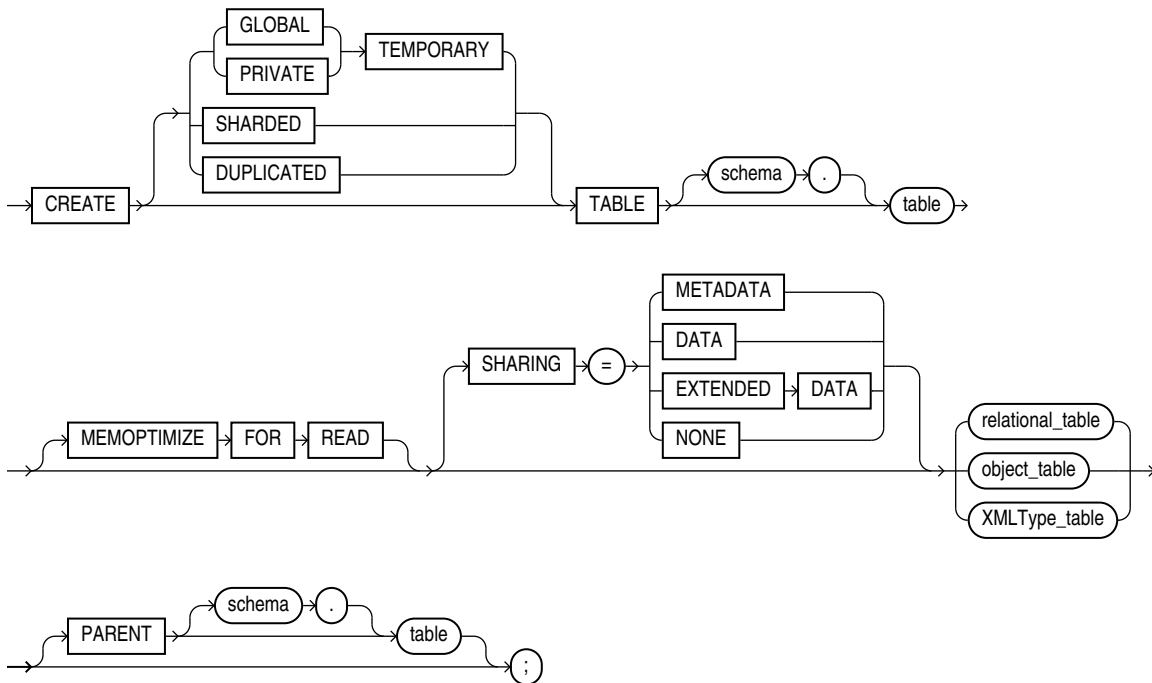 GLOBAL
TEMPORARY
PRIVATE
SHARDED
DUPLICATED
schema .
CREATE TABLE table
METADATA
DATA
SHARING =
EXTENDED DATA
NONE
MEMOPTIMIZE FOR READ
relational_table
object_table
XMLType_table
schema .
PARENT table
;